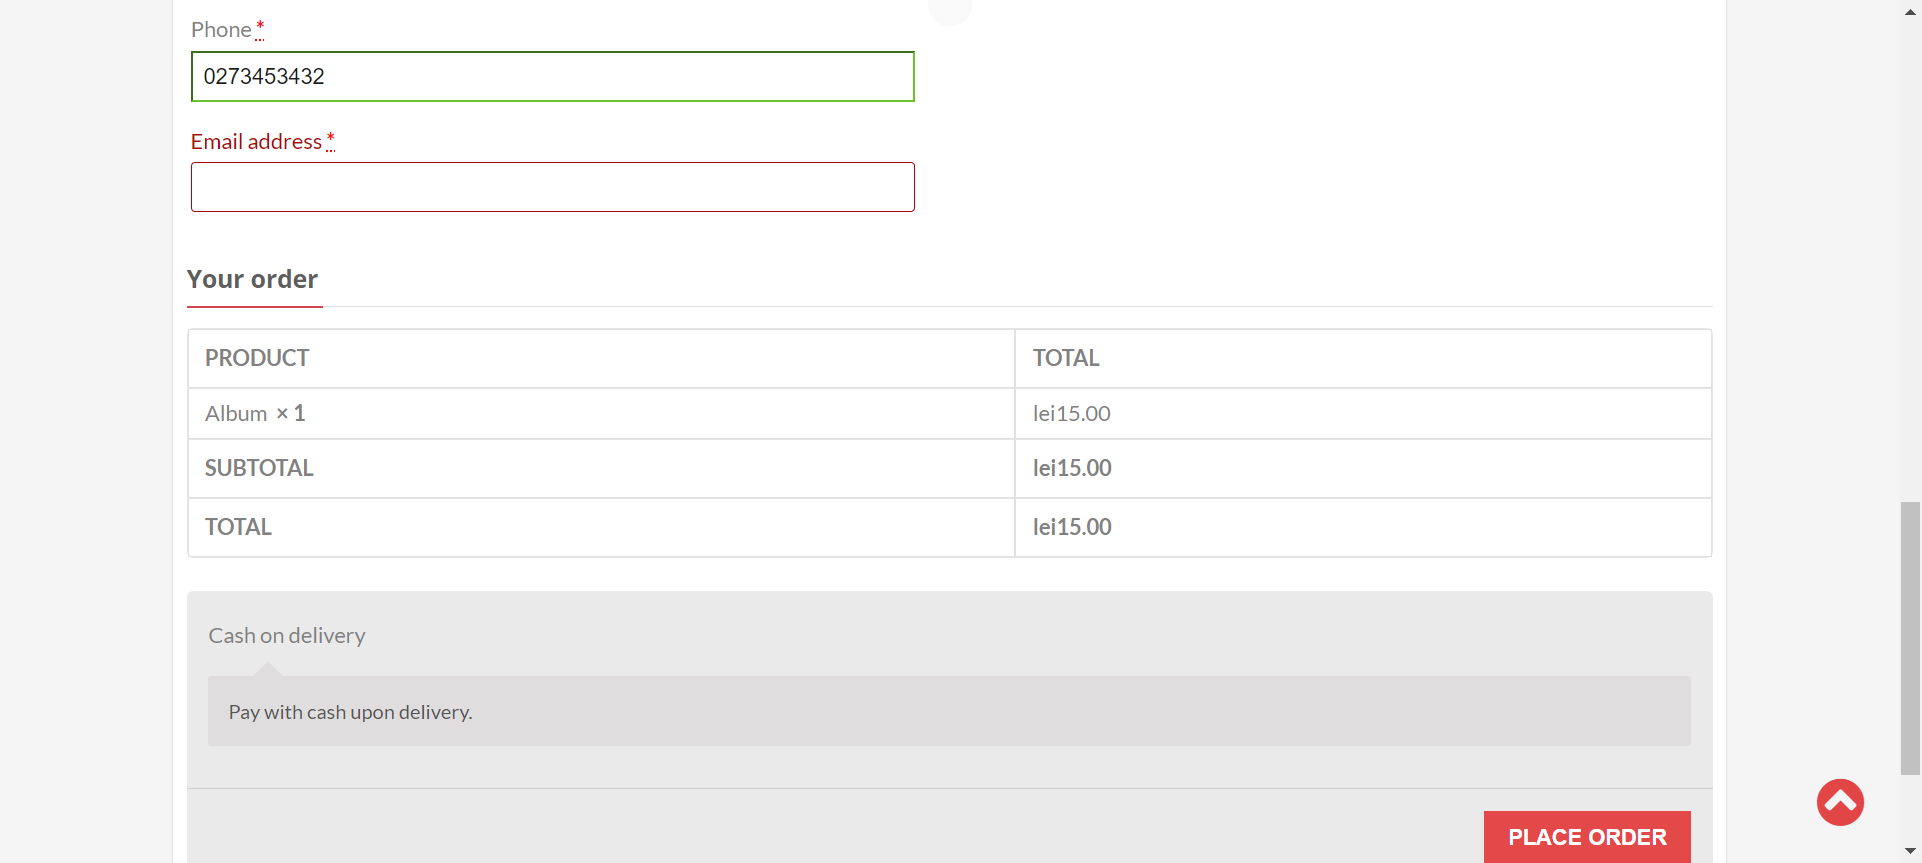 Phone *
0273453432
Email address *
Your order
PRODUCT TOTAL
Album × 1 lei15.00
SUBTOTAL lei15.00
TOTAL lei15.00
Cash on delivery
Pay with cash upon delivery.
PLACE ORDER